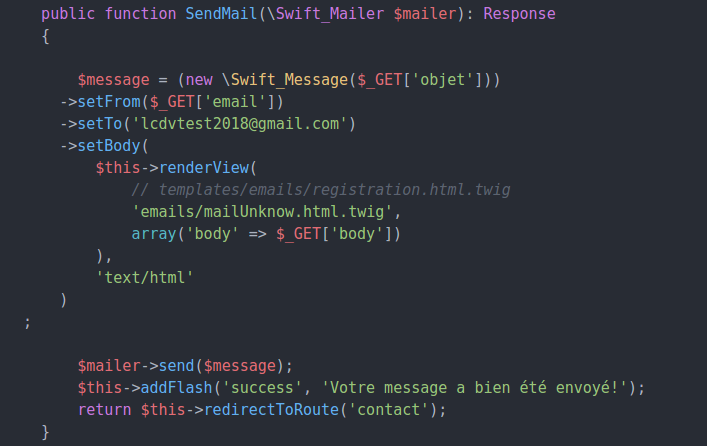 public function SendMail(\Swift_Mailer $mailer): Response
{
$message = (new \Swift_Message($_GET['objet']))
->setFrom($_GET['email'])
->setTo('lcdvtest2018@gmail.com')
->setBody(
$this->renderView(
// templates/emails/registration.html.twig
'emails/mailUnknow.html.twig',
array('body' => $_GET['body'])
),
'text/html'
)
;
$mailer->send($message);
$this->addFlash('success', 'Votre message a bien été envoyé!');
return $this->redirectToRoute('contact');
}